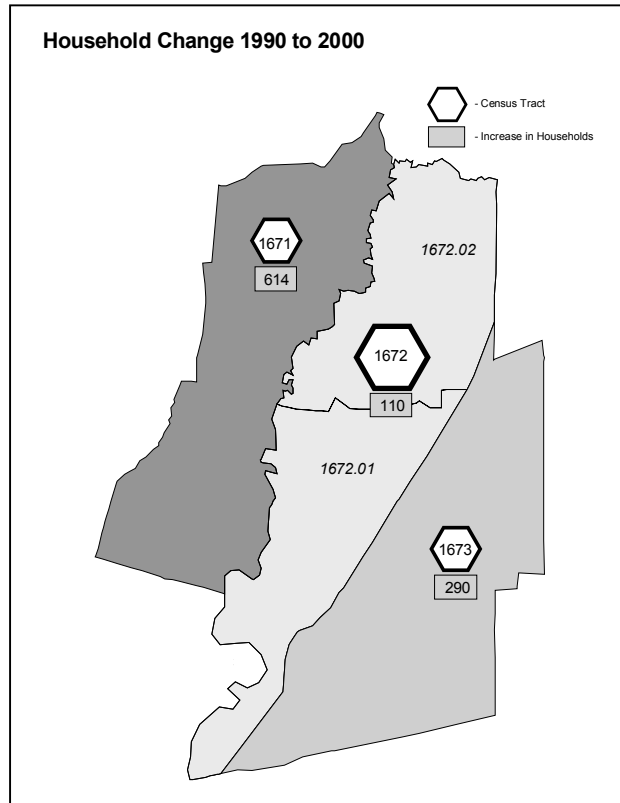 Household Change 1990 to 2000
- Census Tract
- Increase in Households
1671
614
1672.02
1672
110
1672.01
1673
290